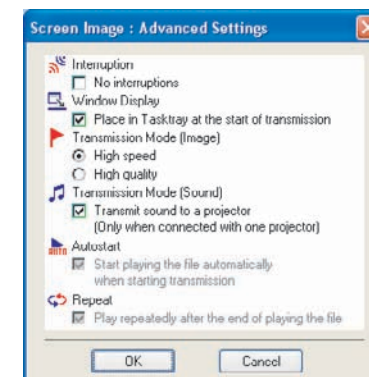 Screen Image : Advanced Settings
Interruption
No interruptions
Window Display
Place in Tasktray at the start of transmission
Transmission Mode (Image)
High speed
High quality
Transmission Mode (Sound)
Transmit sound to a projector
(Only when connected with one projector)
Autostart
Start playing the file automatically
when starting transmission
Repeat
Play repeatedly after the end of playing the file
OK Cancel